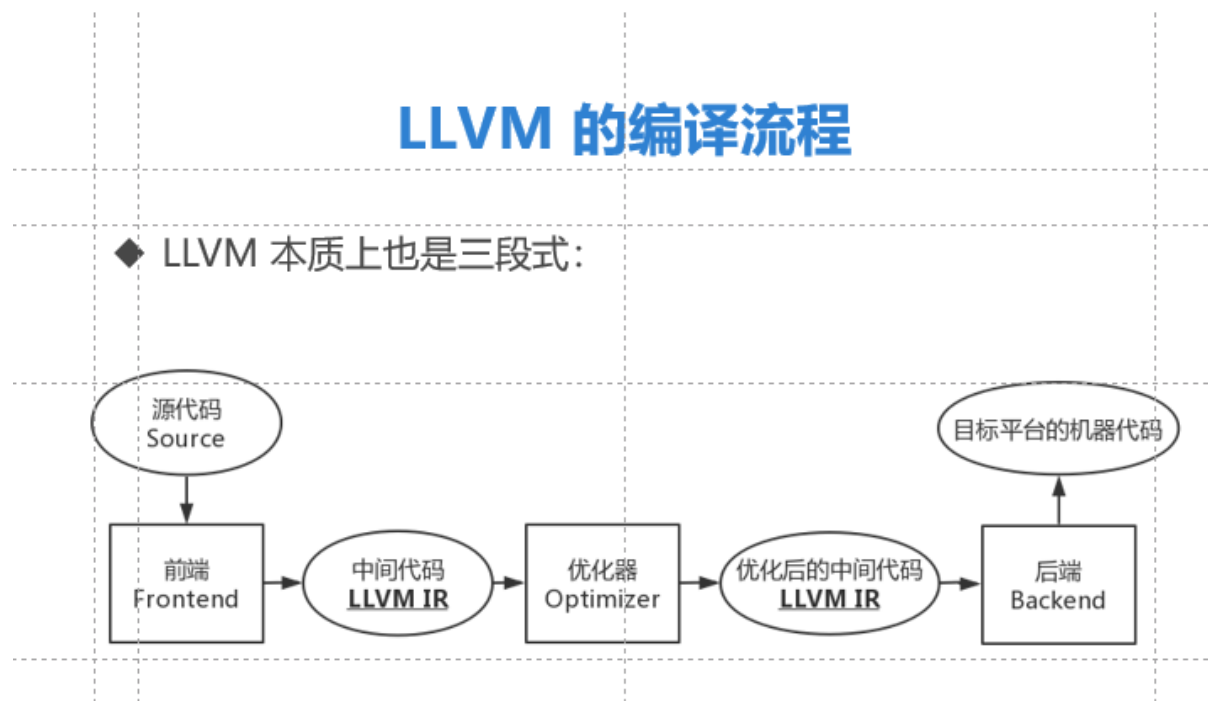 LLVM 的编译流程
◆ LLVM 本质上也是三段式：
源代码
Source
目标平台的机器代码
前端
Frontend
中间代码
LLVM IR
优化器
Optimizer
优化后的中间代码
LLVM IR
后端
Backend